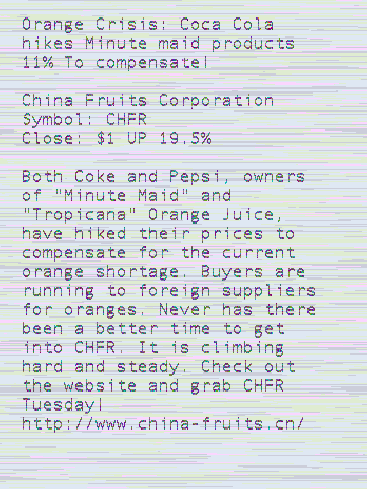 Orange Crisis: Coca Cola
hikes Minute maid products
11% To compensate!
China Fruits Corporation
Symbol: CHFR
Close: $1 UP 19.5%
Both Coke and Pepsi, owners
of "Minute Maid" and
"Tropicana" Orange Juice,
have hiked their prices to
compensate for the current
orange shortage. Buyers are
running to foreign suppliers
for oranges. Never has there
been a better time to get
into CHFR. It is climbing
hard and steady. Check out
the website and grab CHFR
Tuesday!
http://www.china-fruits.cn/